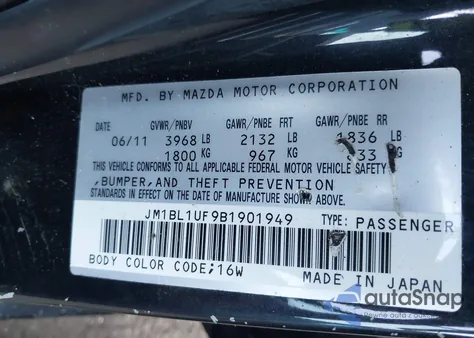 MFD. BY MAZDA MOTOR CORPORATION
DATE GVWR/PNBV GAWR/PNBE FRT GAWR/PNBE RR
06/11 3968 LB 2132 LB 1836 LB
1800 KG 967 KG 833 KG
THIS VEHICLE CONFORMS TO ALL APPLICABLE FEDERAL MOTOR VEHICLE SAFETY
,BUMPER,AND THEFT PREVENTION
STANDARDS IN EFFECT ON THE DATE OF MANUFACTURE SHOWN ABOVE.
JM1BL1UF9B1901949 TYPE: PASSENGER
BODY COLOR CODE;16W
MADE IN JAPAN
autaSnap